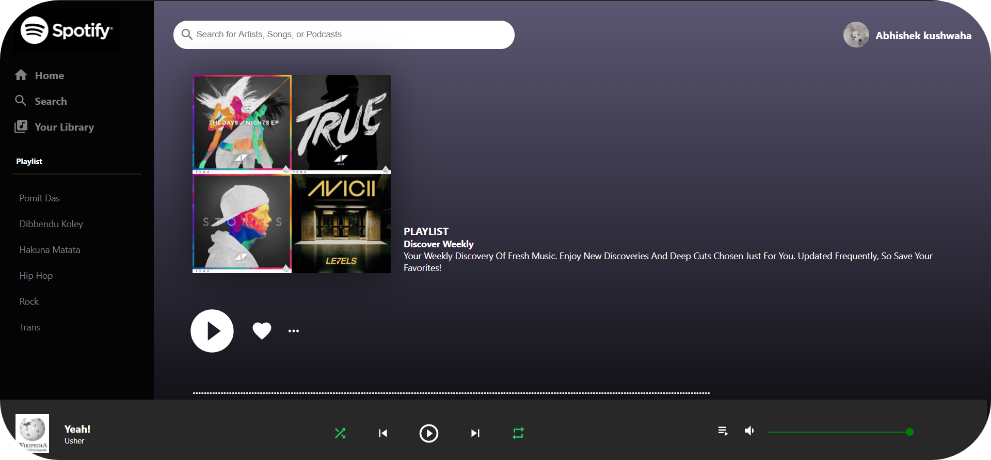 Spotify
Search for Artists, Songs, or Podcasts
Abhishek kushwaha
Home
Search
Your Library
Playlist
Pomit Das
Dibbendu Koley
Hakuna Matata
Hip Hop
Rock
Trans
THE DAYS / NIGHTS EP
TRUE
STORIES
AVICII
LEVELS
PLAYLIST
Discover Weekly
Your Weekly Discovery Of Fresh Music. Enjoy New Discoveries And Deep Cuts Chosen Just For You. Updated Frequently, So Save Your
Favorites!
WIKIPEDIA
Yeah!
Usher